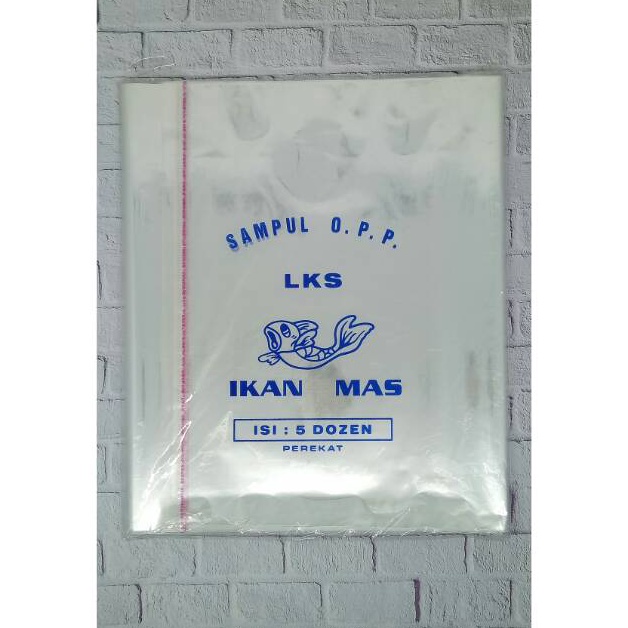 SAMPUL O.P.P.
LKS
IKAN MAS
ISI : 5 DOZEN
PEREKAT